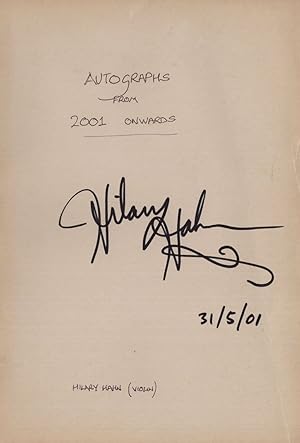 AUTOGRAPHS
FROM
2001 ONWARDS
Hilary Hahn
31/5/01
HILARY HAHN (VIOLIN)